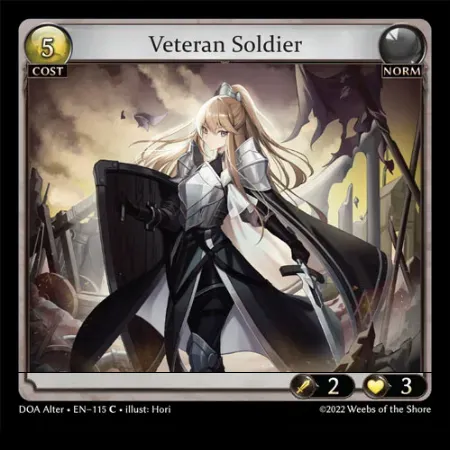 5
Veteran Soldier
COST
NORM
2
3
DOA Alter • EN-115 C • illust: Hori
©2022 Weebs of the Shore